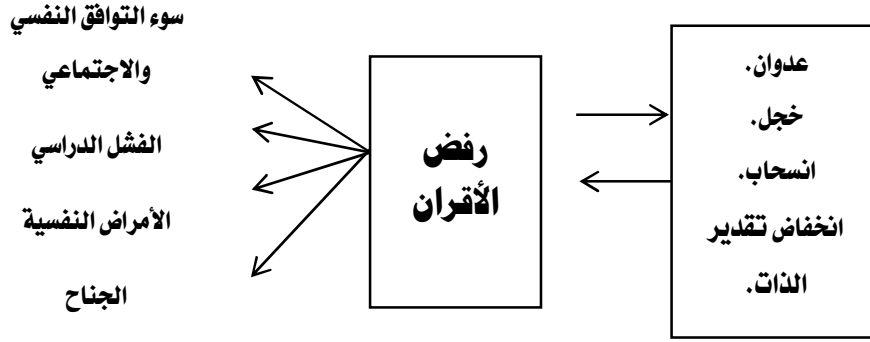 عدوان.
خجل.
انسحاب.
انخفاض تقدير
الذات.
رفض
الأقران
سوء التوافق النفسي
والاجتماعي
الفشل الدراسي
الأمراض النفسية
الجناح